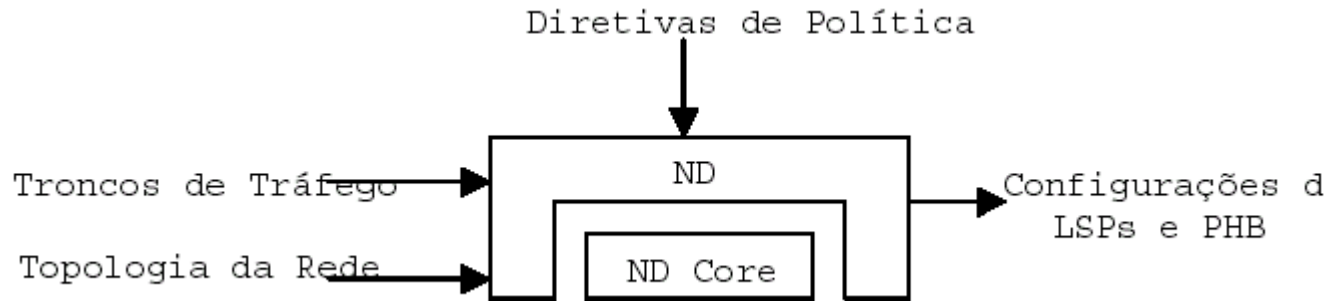 Diretivas de Política
ND
Troncos de Tráfego
Configurações d
LSPs e PHB
Topologia da Rede
ND Core